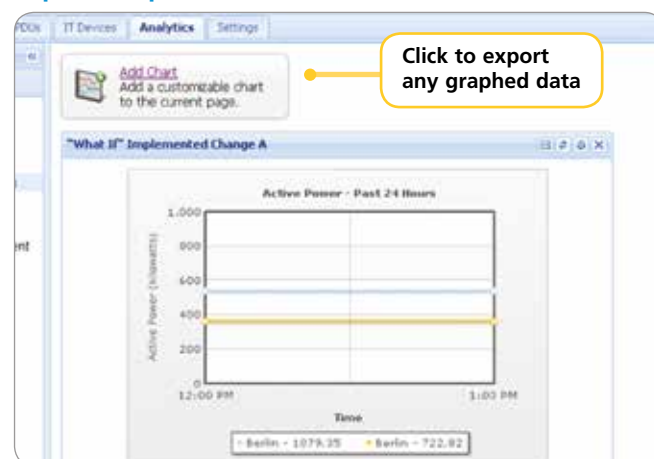 PDUs
IT Devices
Analytics
Settings
Add Chart
Add a customizable chart
to the current page.
Click to export
any graphed data
"What If" Implemented Change A
Active Power - Past 24 Hours
Active Power (kilowatts)
1,000
800
600
400
200
0
12:00 PM
1:00 PM
Time
Berlin - 1079.35
Berlin - 722.82
ent